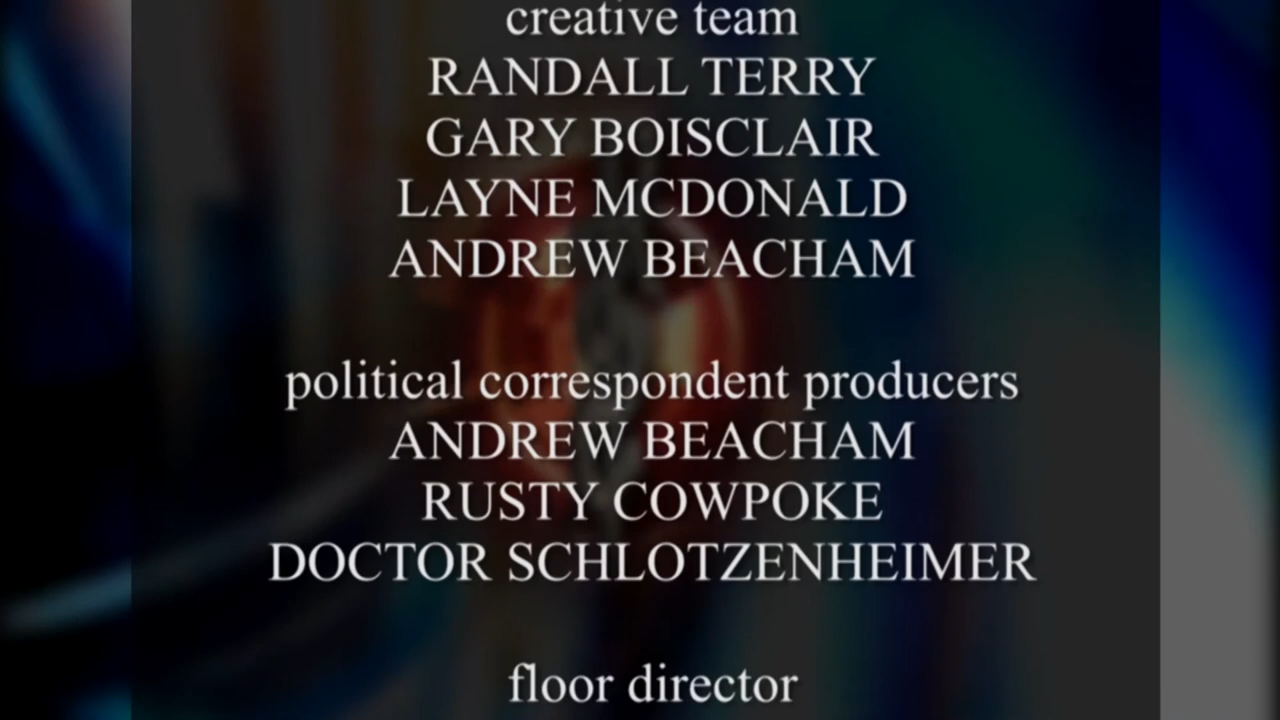 creative team
RANDALL TERRY
GARY BOISCLAIR
LAYNE MCDONALD
ANDREW BEACHAM
political correspondent producers
ANDREW BEACHAM
RUSTY COWPOKE
DOCTOR SCHLOTZENHEIMER
floor director